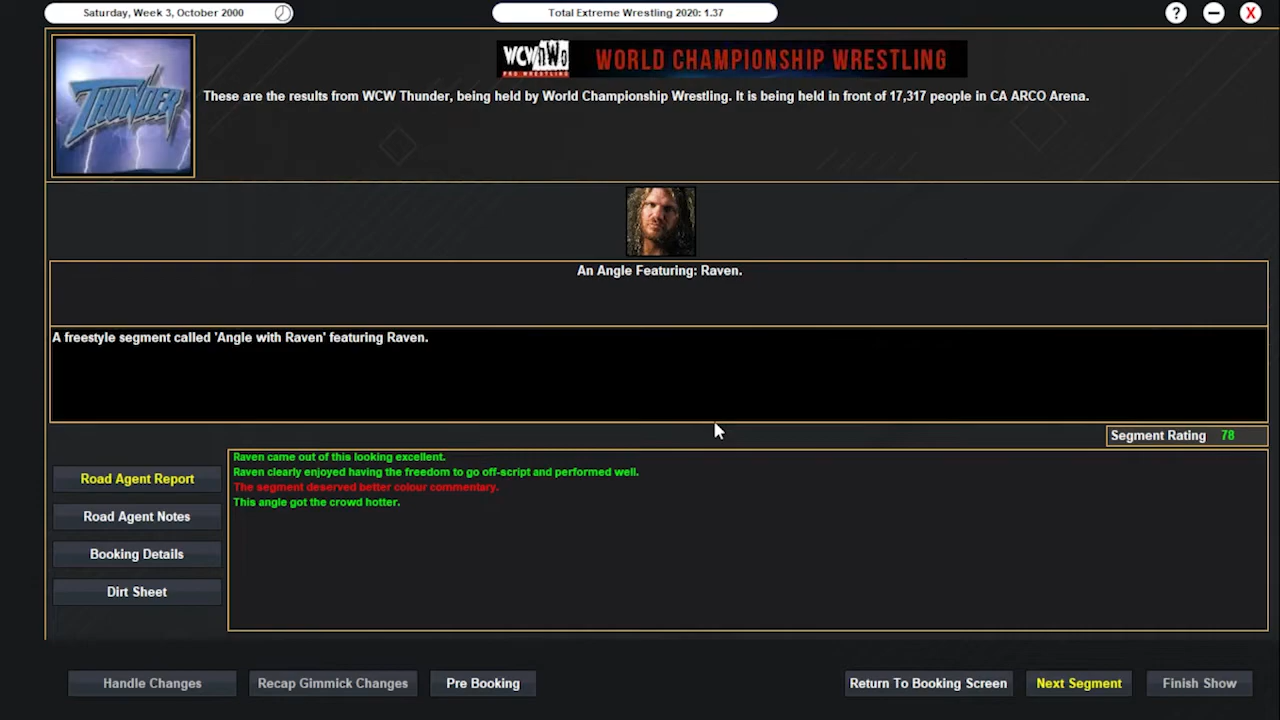 Saturday, Week 3, October 2000
Total Extreme Wrestling 2020: 1.37
?
X
THUNDER
WCW nWo
PRO WRESTLING
WORLD CHAMPIONSHIP WRESTLING
These are the results from WCW Thunder, being held by World Championship Wrestling. It is being held in front of 17,317 people in CA ARCO Arena.
An Angle Featuring: Raven.
A freestyle segment called 'Angle with Raven' featuring Raven.
Segment Rating 78
Road Agent Report
Road Agent Notes
Booking Details
Dirt Sheet
Raven came out of this looking excellent.
Raven clearly enjoyed having the freedom to go off-script and performed well.
The segment deserved better colour commentary.
This angle got the crowd hotter.
Handle Changes
Recap Gimmick Changes
Pre Booking
Return To Booking Screen
Next Segment
Finish Show